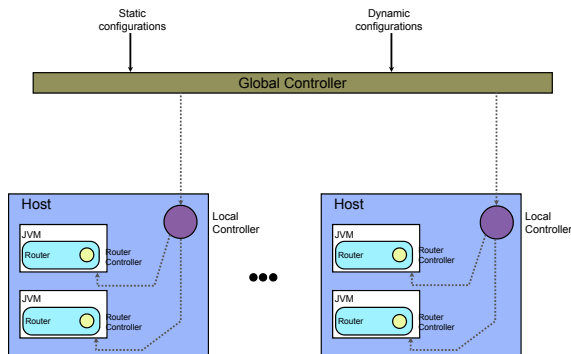 Static
configurations
Dynamic
configurations
Global Controller
Host
Local
Controller
JVM
Router
Router
Controller
JVM
Router
Router
Controller
Host
Local
Controller
JVM
Router
Router
Controller
JVM
Router
Router
Controller